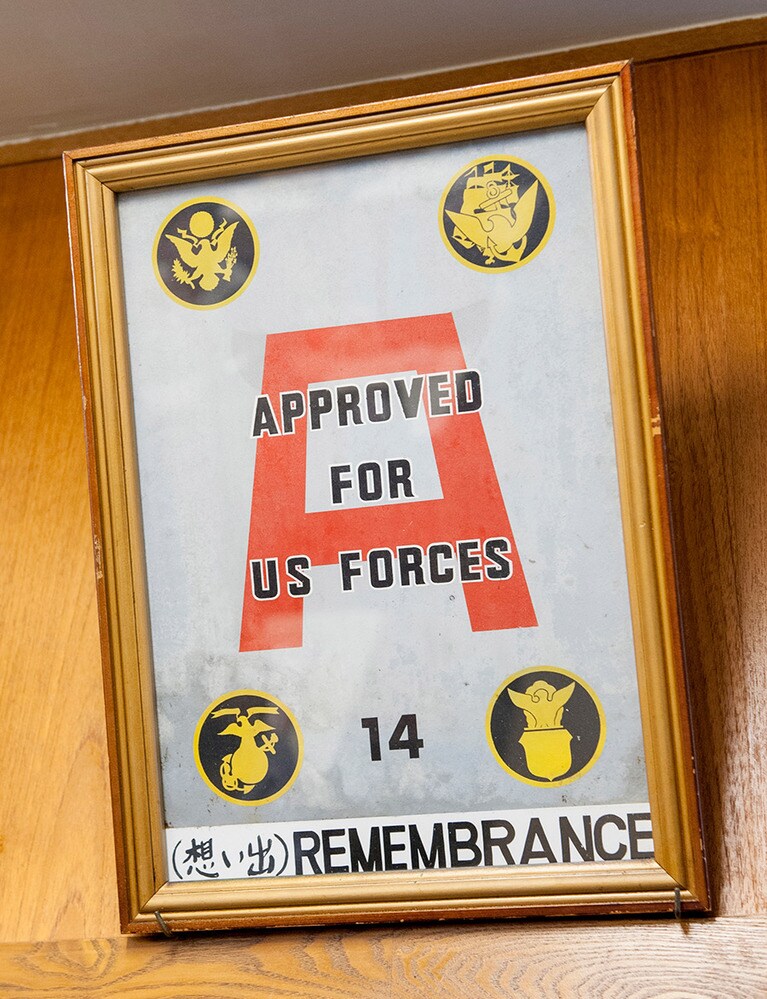 A
APPROVED
FOR
US FORCES
14
(想い出)REMEMBRANCE